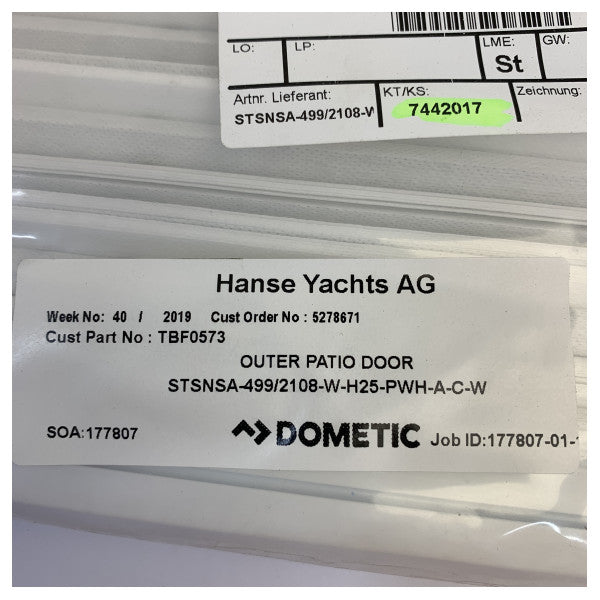 LO: LP: LME: GW:
St
Artnr. Lieferant: KT/KS: Zeichnung:
STSNSA-499/2108-W 7442017
Hanse Yachts AG
Week No: 40 / 2019 Cust Order No : 5278671
Cust Part No : TBF0573
OUTER PATIO DOOR
STSNSA-499/2108-W-H25-PWH-A-C-W
SOA:177807 DOMETIC Job ID:177807-01-